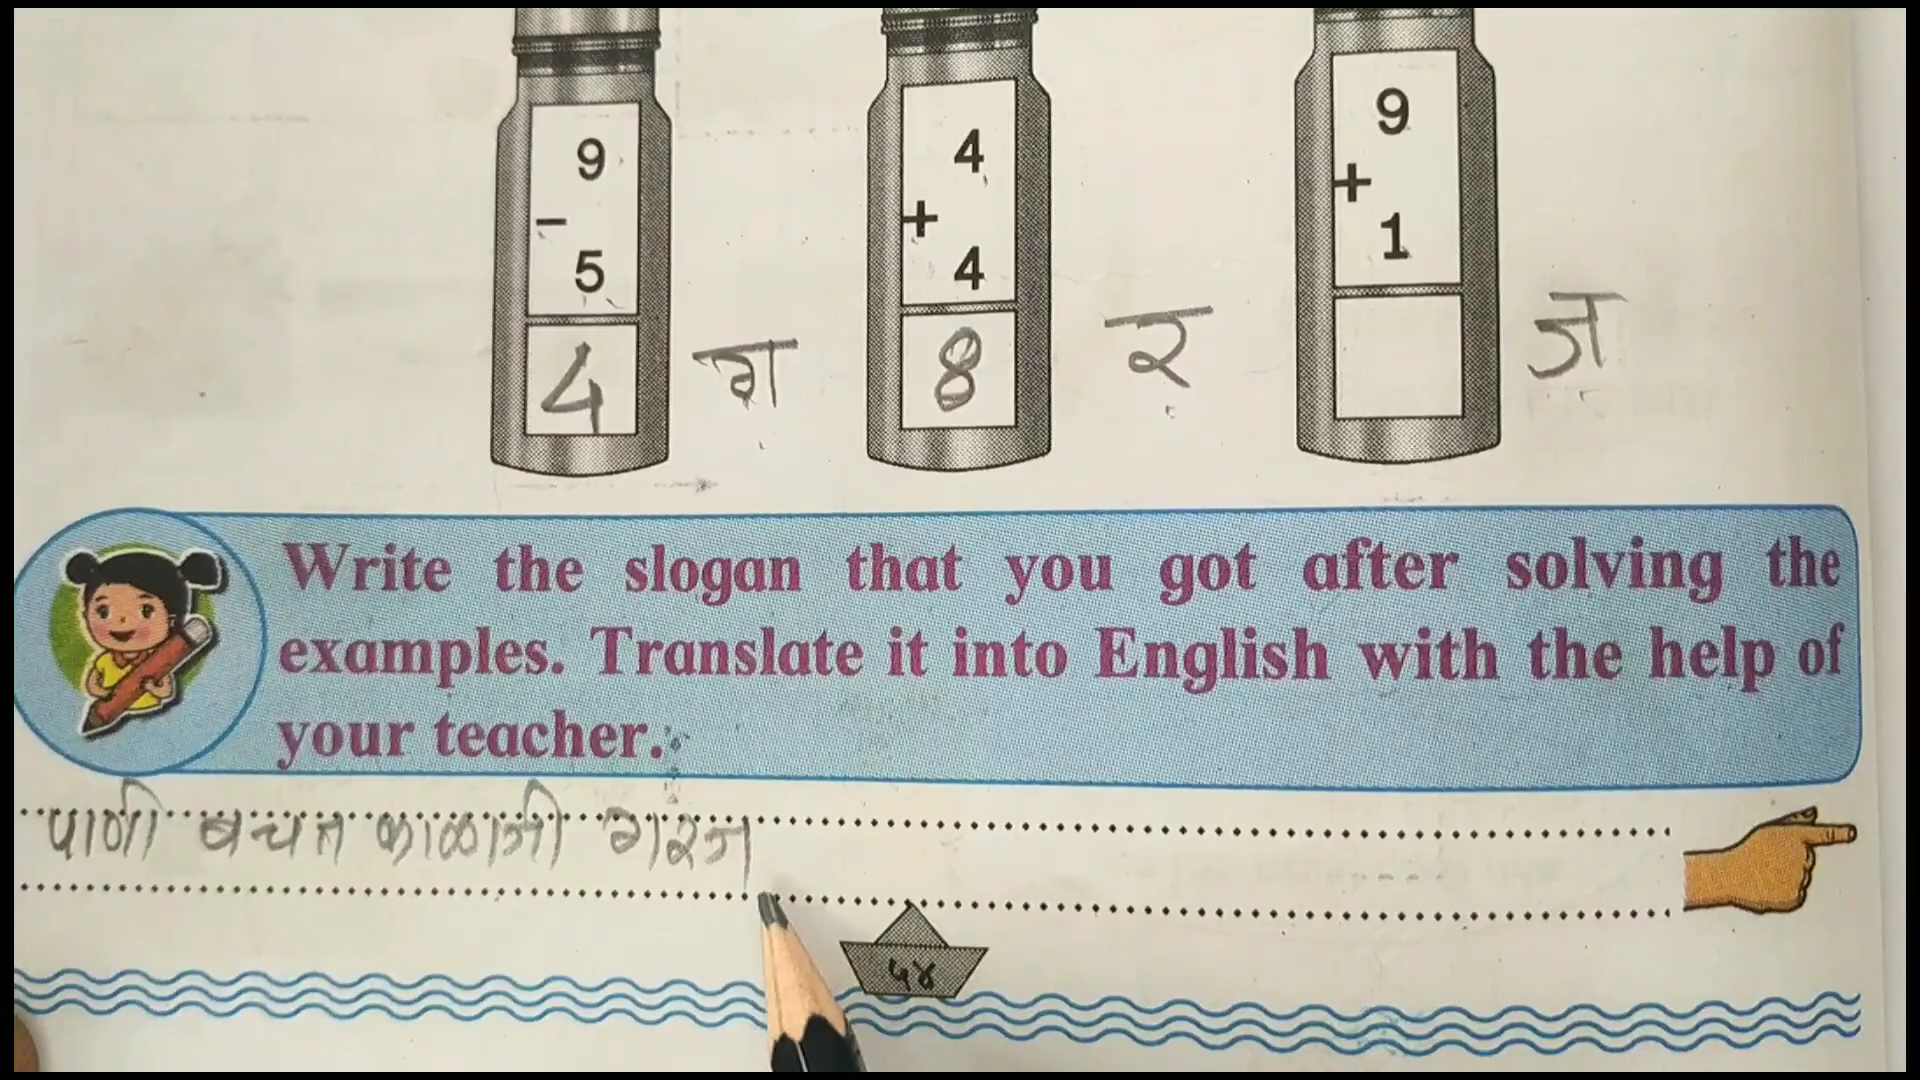 9
- 5
4 ग
4
+ 4
8 र
9
+ 1
ज
Write the slogan that you got after solving the
examples. Translate it into English with the help of
your teacher.
पाणी बचत काळाजी गरज
५४